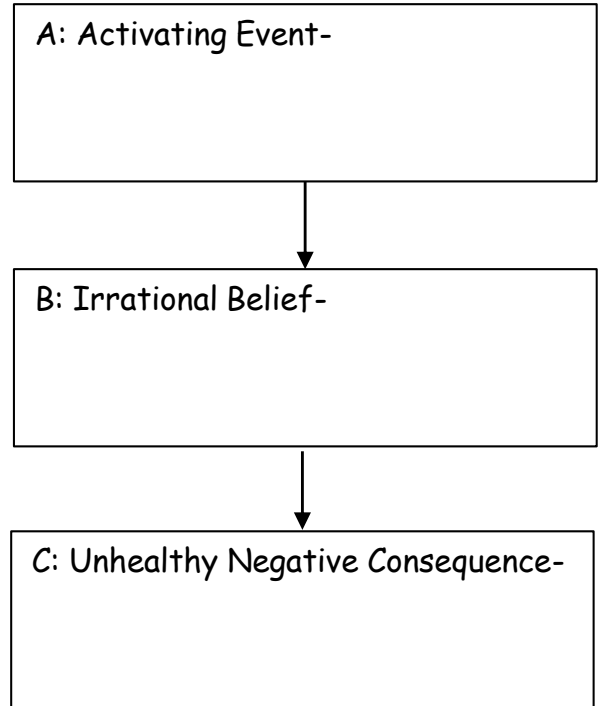 A: Activating Event-
B: Irrational Belief-
C: Unhealthy Negative Consequence-